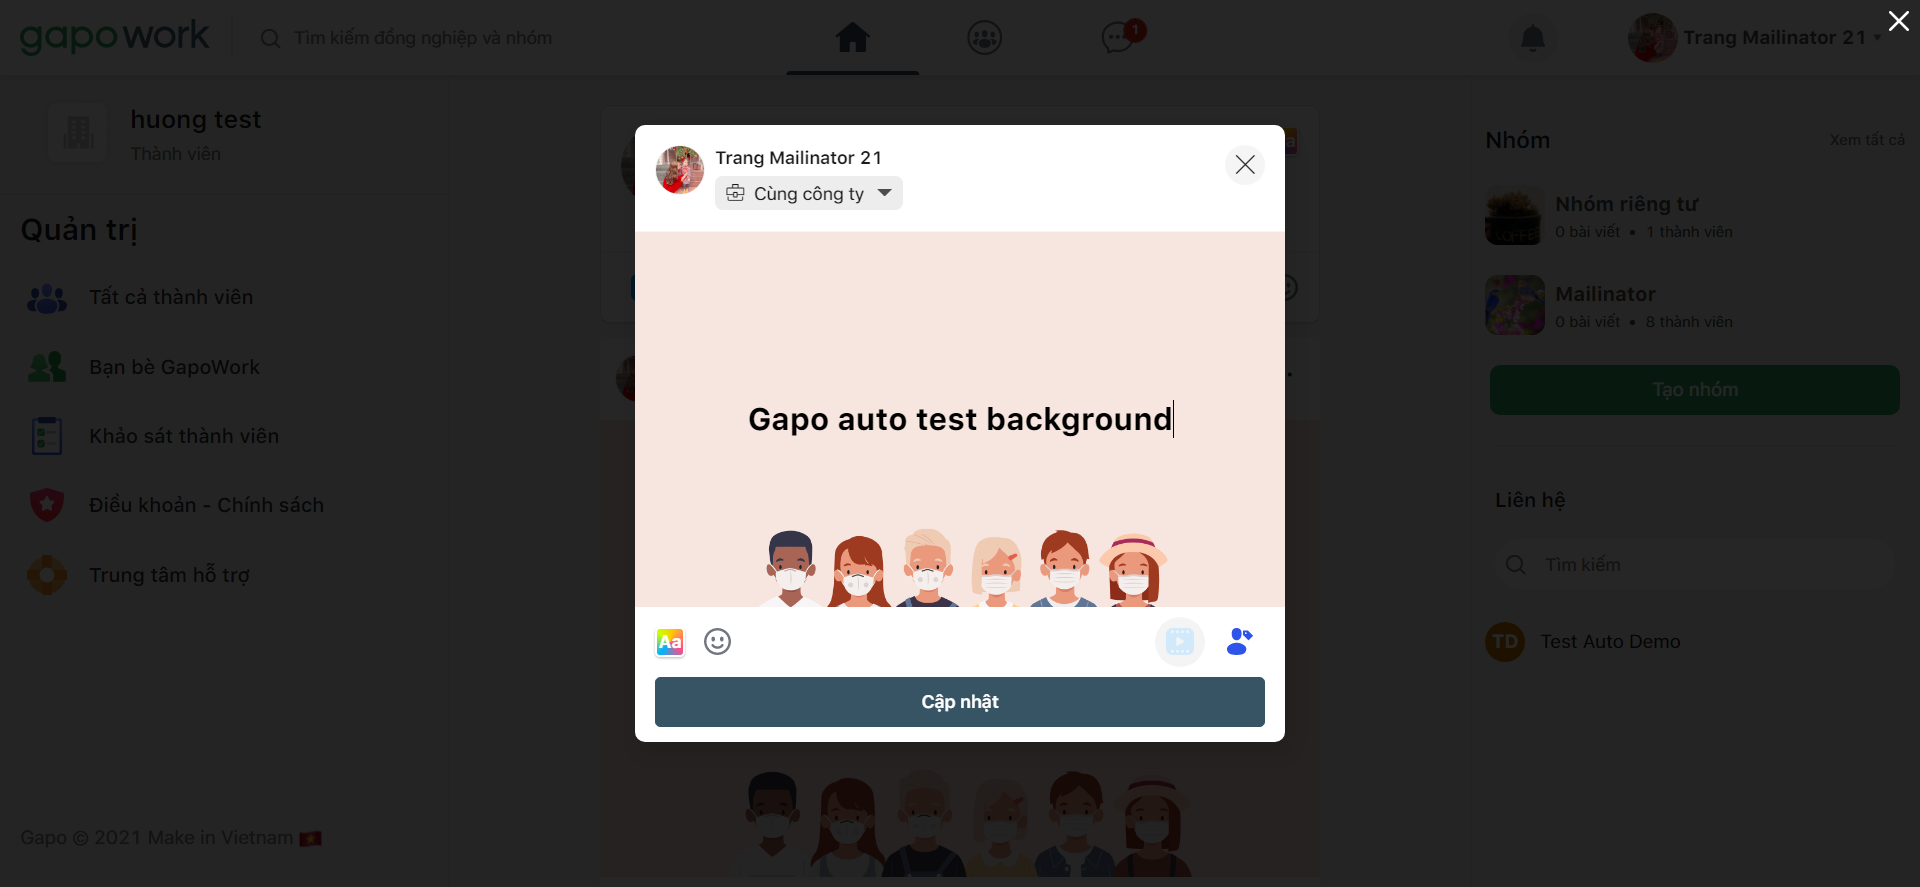 gapowork
Tìm kiếm đồng nghiệp và nhóm
1
Trang Mailinator 21
huong test
Thành viên
Quản trị
Tất cả thành viên
Bạn bè GapoWork
Khảo sát thành viên
Điều khoản - Chính sách
Trung tâm hỗ trợ
Gapo © 2021 Make in Vietnam
Trang Mailinator 21
Cùng công ty
Gapo auto test background
Aa
Cập nhật
Nhóm
Xem tất cả
Nhóm riêng tư
0 bài viết • 1 thành viên
COFFE
Mailinator
0 bài viết • 8 thành viên
Tạo nhóm
Liên hệ
Tìm kiếm
TD
Test Auto Demo